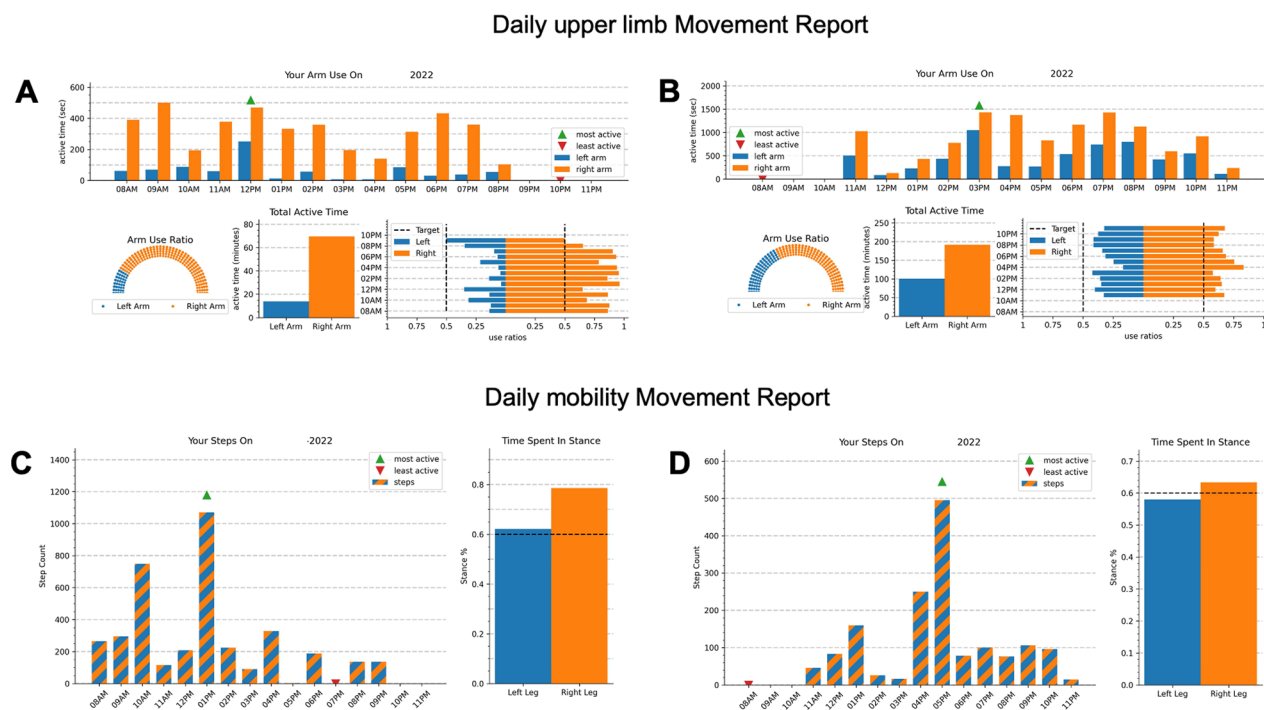 Daily upper limb Movement Report
A
Your Arm Use On 2022
active time (sec)
600
400
200
0
most active
least active
left arm
right arm
08AM 09AM 10AM 11AM 12PM 01PM 02PM 03PM 04PM 05PM 06PM 07PM 08PM 09PM 10PM 11PM
Arm Use Ratio
Left Arm Right Arm
Total Active Time
active time (minutes)
80
60
40
20
0
Left Arm Right Arm
Target
Left
Right
10PM
08PM
06PM
04PM
02PM
12PM
10AM
08AM
1 0.75 0.5 0.25 0.25 0.5 0.75 1
use ratios
B
Your Arm Use On 2022
active time (sec)
2000
1500
1000
500
0
most active
least active
left arm
right arm
08AM 09AM 10AM 11AM 12PM 01PM 02PM 03PM 04PM 05PM 06PM 07PM 08PM 09PM 10PM 11PM
Arm Use Ratio
Left Arm Right Arm
Total Active Time
active time (minutes)
250
200
150
100
50
0
Left Arm Right Arm
Target
Left
Right
10PM
08PM
06PM
04PM
02PM
12PM
10AM
08AM
1 0.75 0.5 0.25 0.25 0.5 0.75 1
use ratios
Daily mobility Movement Report
C
Your Steps On -2022
Step Count
1400
1200
1000
800
600
400
200
0
most active
least active
steps
08AM 09AM 10AM 11AM 12PM 01PM 02PM 03PM 04PM 05PM 06PM 07PM 08PM 09PM 10PM 11PM
Time Spent In Stance
Stance %
0.8
0.6
0.4
0.2
0.0
Left Leg Right Leg
D
Your Steps On 2022
Step Count
600
500
400
300
200
100
0
most active
least active
steps
08AM 09AM 10AM 11AM 12PM 01PM 02PM 03PM 04PM 05PM 06PM 07PM 08PM 09PM 10PM 11PM
Time Spent In Stance
Stance %
0.7
0.6
0.5
0.4
0.3
0.2
0.1
0.0
Left Leg Right Leg